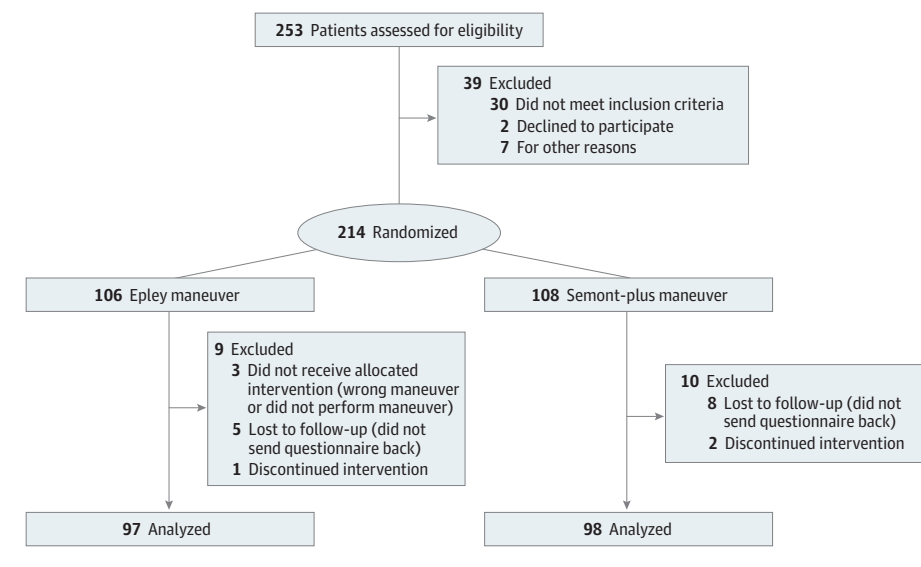 253 Patients assessed for eligibility
39 Excluded
30 Did not meet inclusion criteria
2 Declined to participate
7 For other reasons
214 Randomized
106 Epley maneuver
108 Semont-plus maneuver
9 Excluded
3 Did not receive allocated
intervention (wrong maneuver
or did not perform maneuver)
5 Lost to follow-up (did not
send questionnaire back)
1 Discontinued intervention
10 Excluded
8 Lost to follow-up (did not
send questionnaire back)
2 Discontinued intervention
97 Analyzed
98 Analyzed